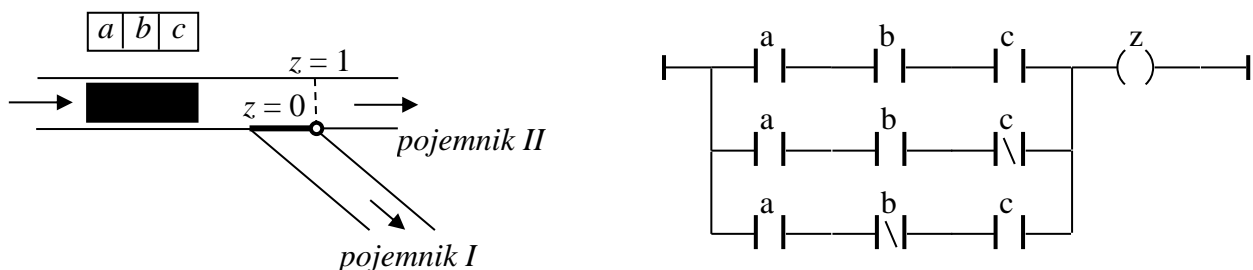 a b c
z = 1
z = 0
pojemnik II
pojemnik I
a b c z
a b c
a b c